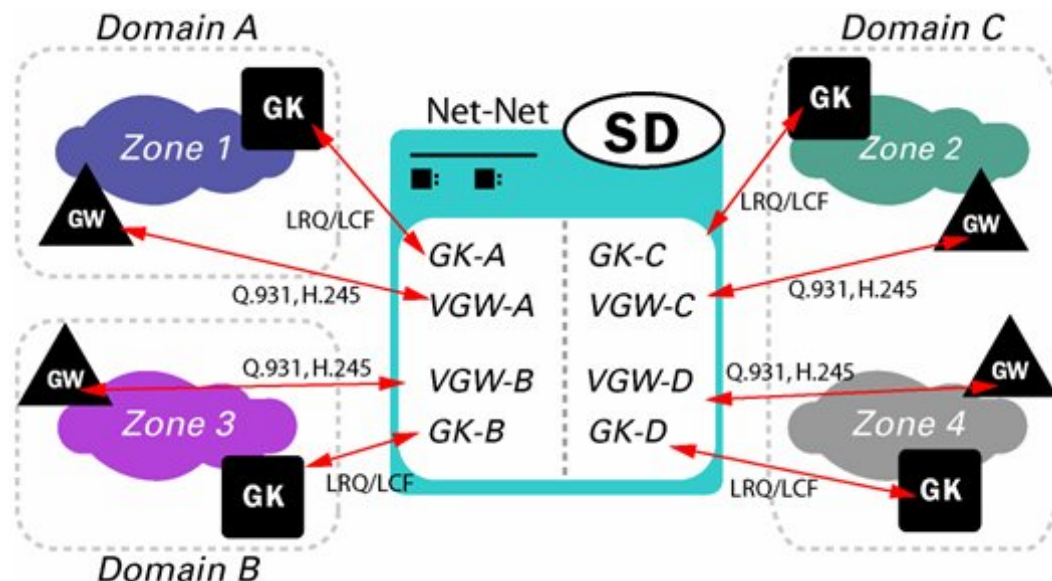 Domain A
Domain C
GK
Zone 1
GW
LRQ/LCF
Q.931, H.245
Net-Net
SD
GK-A
GK-C
VGW-A
VGW-C
VGW-B
VGW-D
GK-B
GK-D
GK
Zone 2
GW
LRQ/LCF
Q.931, H.245
GW
Q.931, H.245
Zone 3
GK
LRQ/LCF
Domain B
Q.931, H.245
GW
Zone 4
GK
LRQ/LCF